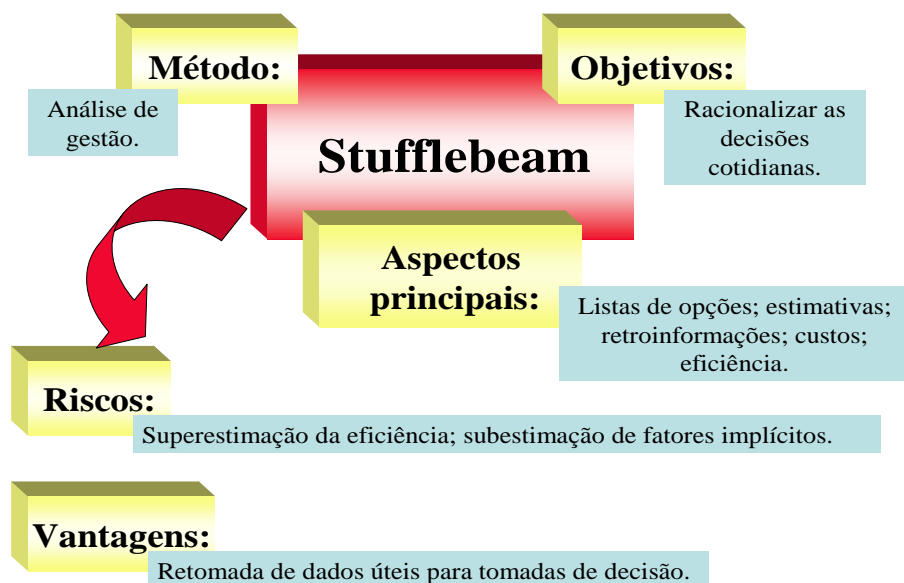 Método:
Análise de
gestão.
Objetivos:
Racionalizar as
decisões
cotidianas.
Stufflebeam
Aspectos
principais:
Listas de opções; estimativas;
retroinformações; custos;
eficiência.
Riscos:
Superestimação da eficiência; subestimação de fatores implícitos.
Vantagens:
Retomada de dados úteis para tomadas de decisão.